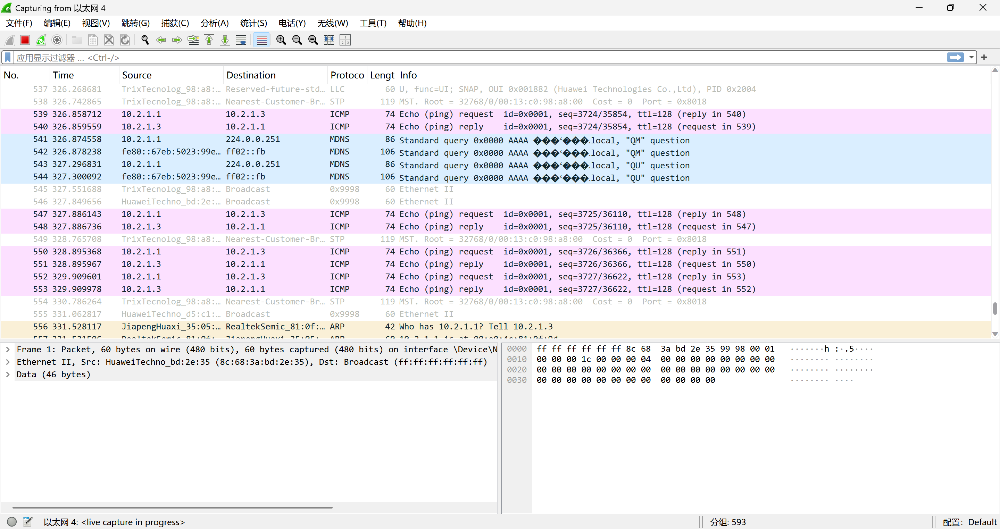 Capturing from 以太网 4
文件(F) 编辑(E) 视图(V) 跳转(G) 捕获(C) 分析(A) 统计(S) 电话(Y) 无线(W) 工具(T) 帮助(H)
应用显示过滤器 … <Ctrl-/>
No. Time Source Destination Protoco Lengt Info
537 326.268681 TrixTecnolog_98:a8:… Reserved-future-std… LLC 60 U, func=UI; SNAP, OUI 0x001882 (Huawei Technologies Co.,Ltd), PID 0x2004
538 326.742865 TrixTecnolog_98:a8:… Nearest-Customer-Br… STP 119 MST. Root = 32768/0/00:13:c0:98:a8:00 Cost = 0 Port = 0x8018
539 326.858712 10.2.1.1 10.2.1.3 ICMP 74 Echo (ping) request id=0x0001, seq=3724/35854, ttl=128 (reply in 540)
540 326.859559 10.2.1.3 10.2.1.1 ICMP 74 Echo (ping) reply id=0x0001, seq=3724/35854, ttl=128 (request in 539)
541 326.874558 10.2.1.1 224.0.0.251 MDNS 86 Standard query 0x0000 AAAA ���‘���.local, "QM" question
542 326.878238 fe80::67eb:5023:99e… ff02::fb MDNS 106 Standard query 0x0000 AAAA ���‘���.local, "QM" question
543 327.296831 10.2.1.1 224.0.0.251 MDNS 86 Standard query 0x0000 AAAA ���‘���.local, "QU" question
544 327.300092 fe80::67eb:5023:99e… ff02::fb MDNS 106 Standard query 0x0000 AAAA ���‘���.local, "QU" question
545 327.551688 TrixTecnolog_98:a8:… Broadcast 0x9998 60 Ethernet II
546 327.849656 HuaweiTechno_bd:2e:… Broadcast 0x9998 60 Ethernet II
547 327.886143 10.2.1.1 10.2.1.3 ICMP 74 Echo (ping) request id=0x0001, seq=3725/36110, ttl=128 (reply in 548)
548 327.886736 10.2.1.3 10.2.1.1 ICMP 74 Echo (ping) reply id=0x0001, seq=3725/36110, ttl=128 (request in 547)
549 328.765708 TrixTecnolog_98:a8:… Nearest-Customer-Br… STP 119 MST. Root = 32768/0/00:13:c0:98:a8:00 Cost = 0 Port = 0x8018
550 328.895368 10.2.1.1 10.2.1.3 ICMP 74 Echo (ping) request id=0x0001, seq=3726/36366, ttl=128 (reply in 551)
551 328.895967 10.2.1.3 10.2.1.1 ICMP 74 Echo (ping) reply id=0x0001, seq=3726/36366, ttl=128 (request in 550)
552 329.909601 10.2.1.1 10.2.1.3 ICMP 74 Echo (ping) request id=0x0001, seq=3727/36622, ttl=128 (reply in 553)
553 329.909978 10.2.1.3 10.2.1.1 ICMP 74 Echo (ping) reply id=0x0001, seq=3727/36622, ttl=128 (request in 552)
554 330.786264 TrixTecnolog_98:a8:… Nearest-Customer-Br… STP 119 MST. Root = 32768/0/00:13:c0:98:a8:00 Cost = 0 Port = 0x8018
555 331.062817 HuaweiTechno_d5:c1:… Broadcast 0x9998 60 Ethernet II
556 331.528117 JiapengHuaxi_35:05:… RealtekSemic_81:0f:… ARP 42 Who has 10.2.1.1? Tell 10.2.1.3
Frame 1: Packet, 60 bytes on wire (480 bits), 60 bytes captured (480 bits) on interface \Device\N
Ethernet II, Src: HuaweiTechno_bd:2e:35 (8c:68:3a:bd:2e:35), Dst: Broadcast (ff:ff:ff:ff:ff:ff)
Data (46 bytes)
0000 ff ff ff ff ff ff 8c 68 3a bd 2e 35 99 98 00 01 ·······h :·.5····
0010 00 00 00 1c 00 00 00 04 00 00 00 00 00 00 00 00 ········ ········
0020 00 00 00 00 00 00 00 00 00 00 00 00 00 00 00 00 ········ ········
0030 00 00 00 00 00 00 00 00 00 00 00 00 ········ ····
以太网 4: <live capture in progress> 分组: 593 配置: Default